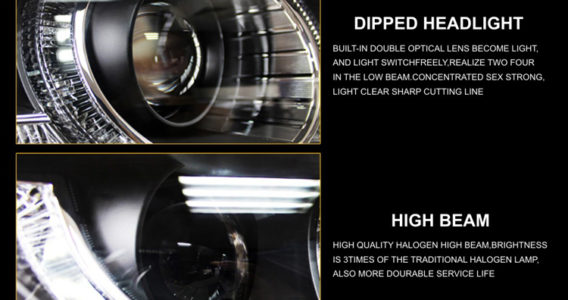 DIPPED HEADLIGHT
BUILT-IN DOUBLE OPTICAL LENS BECOME LIGHT,
AND LIGHT SWITCHFREELY,REALIZE TWO FOUR
IN THE LOW BEAM.CONCENTRATED SEX STRONG,
LIGHT CLEAR SHARP CUTTING LINE
HIGH BEAM
HIGH QUALITY HALOGEN HIGH BEAM,BRIGHTNESS
IS 3TIMES OF THE TRADITIONAL HALOGEN LAMP,
ALSO MORE DOURABLE SERVICE LIFE